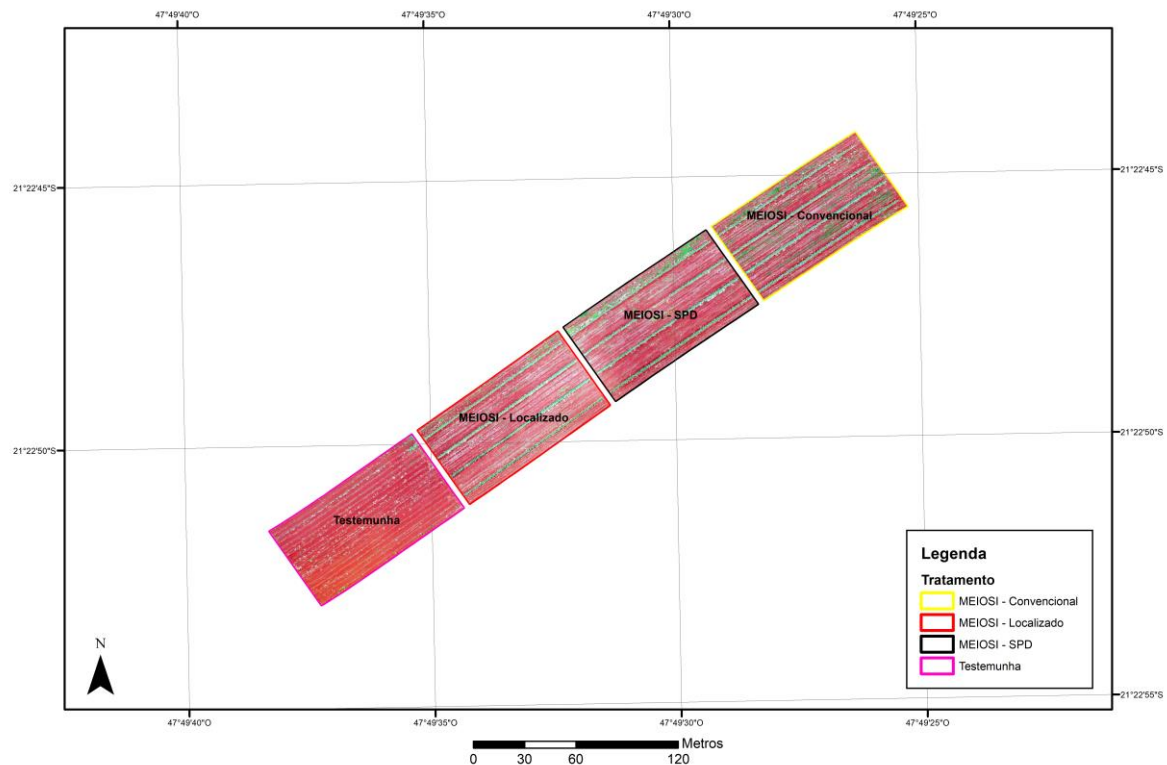 47°49'40"O
47°49'35"O
47°49'30"O
47°49'25"O
21°22'45"S
21°22'45"S
MEIOSI - Convencional
MEIOSI - SPD
MEIOSI - Localizado
21°22'50"S
21°22'50"S
Testemunha
Legenda
Tratamento
MEIOSI - Convencional
MEIOSI - Localizado
MEIOSI - SPD
Testemunha
N
21°22'55"S
47°49'40"O
47°49'35"O
47°49'30"O
47°49'25"O
Metros
0 30 60 120